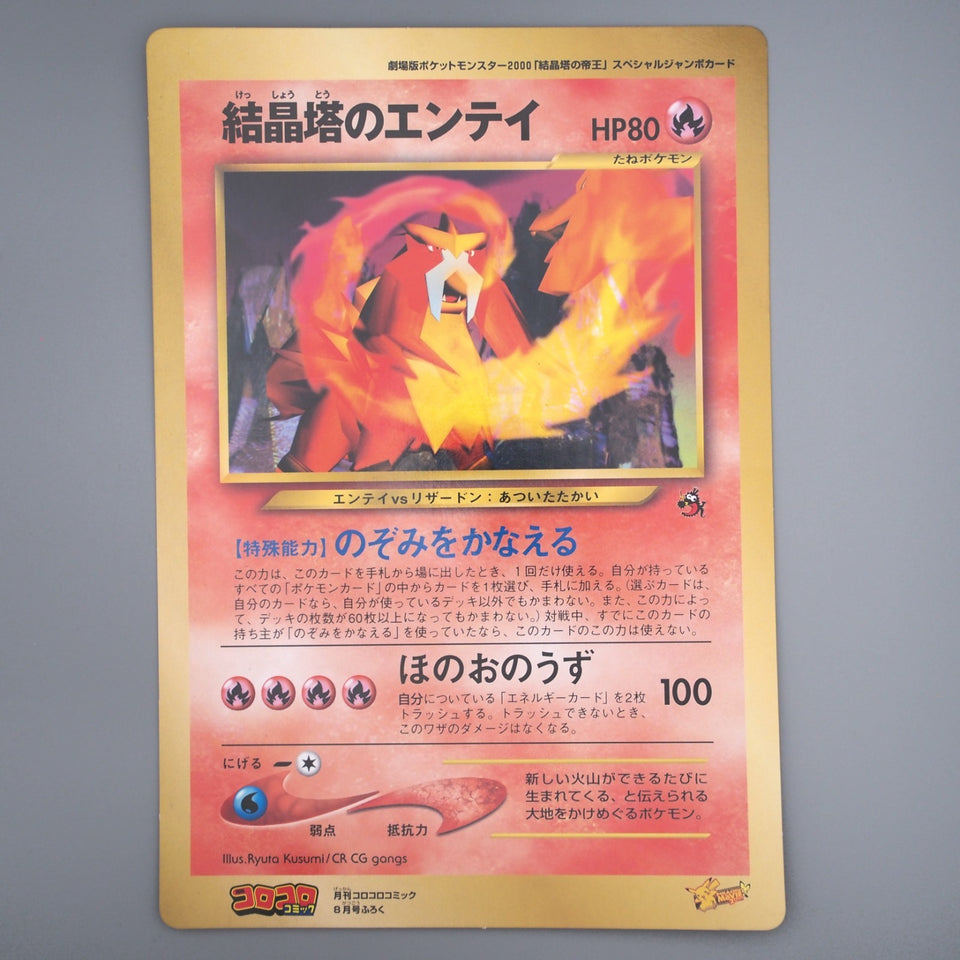 劇場版ポケットモンスター2000「結晶塔の帝王」スペシャルジャンボカード
けっ しょう とう
結晶塔のエンテイ
HP80
たねポケモン
エンテイvsリザードン：あついたたかい
【特殊能力】のぞみをかなえる
この力は、このカードを手札から場に出したとき、1回だけ使える。自分が持っている
すべての「ポケモンカード」の中からカードを1枚選び、手札に加える。（選ぶカードは、
自分のカードなら、自分が使っているデッキ以外でもかまわない。また、この力によっ
て、デッキの枚数が60枚以上になってもかまわない。）対戦中、すでにこのカードの
持ち主が「のぞみをかなえる」を使っていたなら、このカードのこの力は使えない。
ほのおのうず
100
自分についている「エネルギーカード」を2枚
トラッシュする。トラッシュできないとき、
このワザのダメージはなくなる。
にげる
弱点
抵抗力
新しい火山ができるたびに
生まれてくる、と伝えられる
大地をかけめぐるポケモン。
Illus.Ryuta Kusumi/CR CG gangs
コロコロ
コミック
げっかん
月刊コロコロコミック
がつごう
8月号ふろく